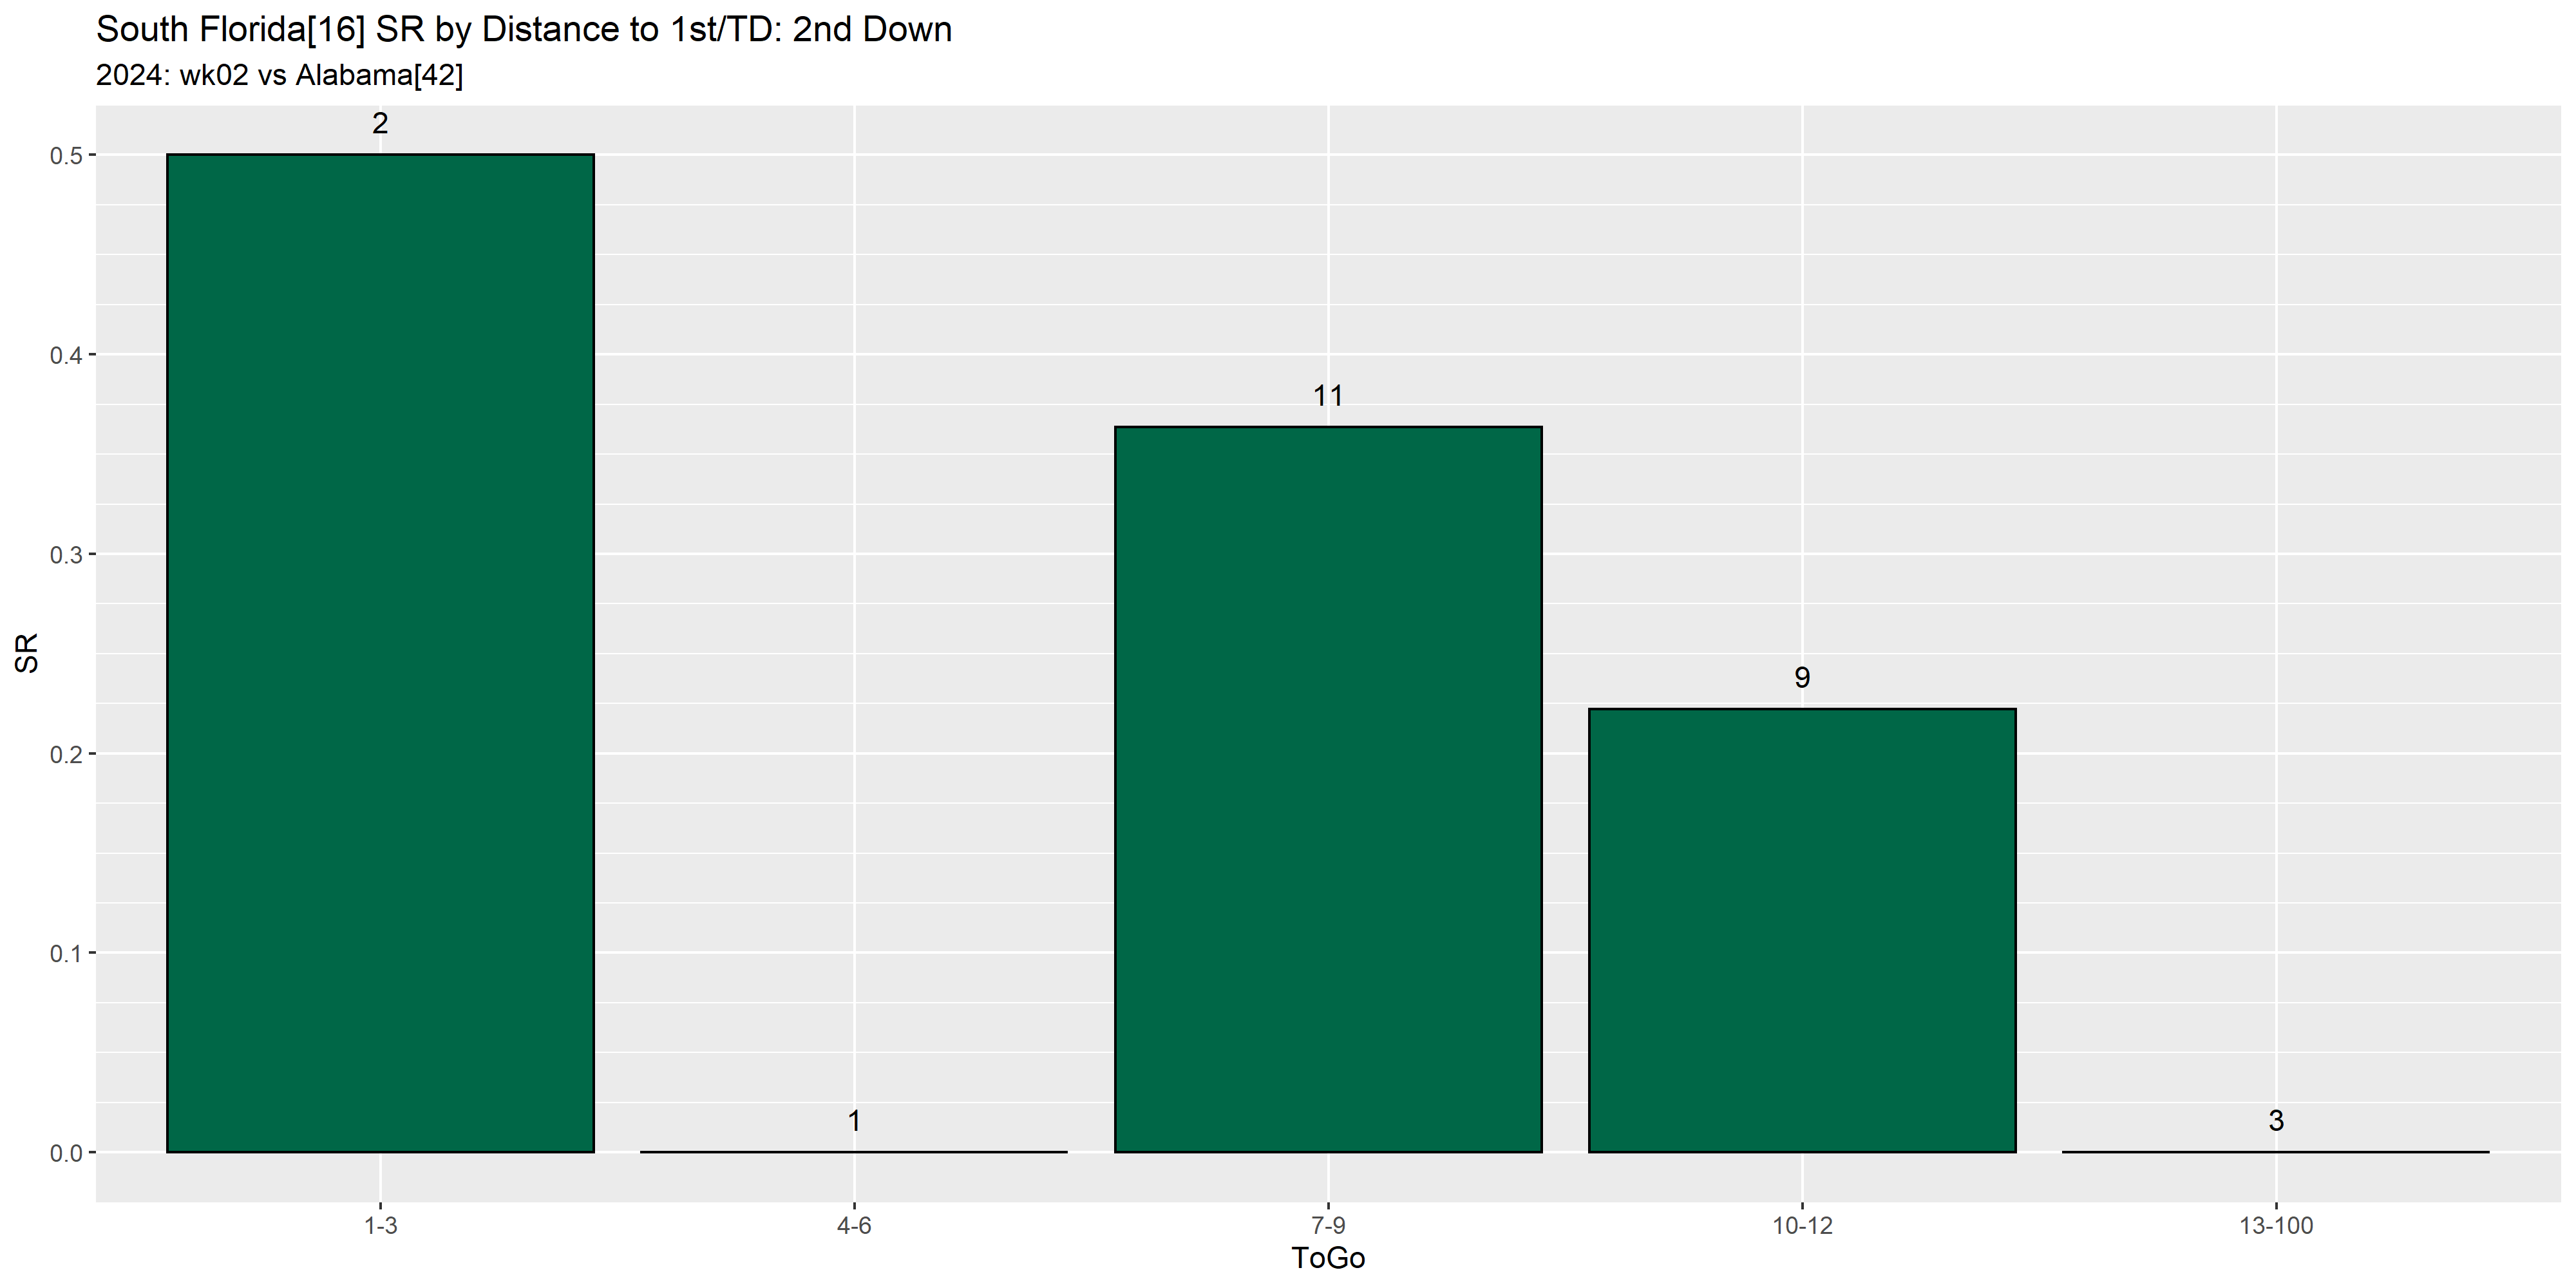 South Florida[16] SR by Distance to 1st/TD: 2nd Down
2024: wk02 vs Alabama[42]
2
0.5
0.4
11
0.3
SR
9
0.2
0.1
1
3
0.0
1-3 4-6 7-9 10-12 13-100
ToGo